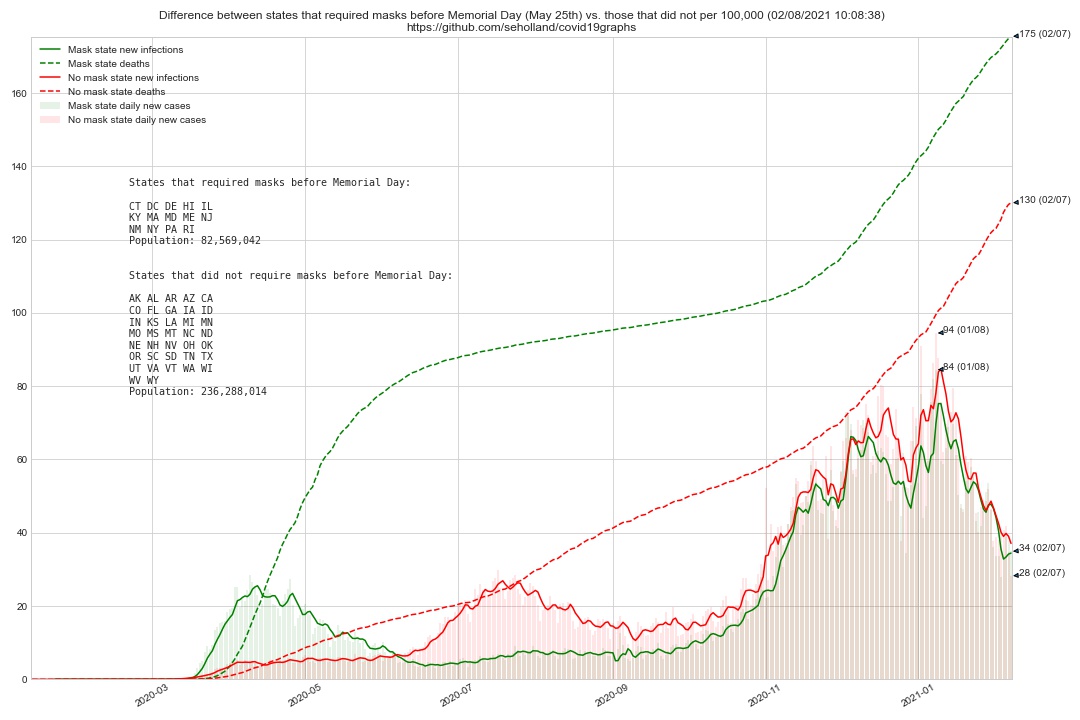 Difference between states that required masks before Memorial Day (May 25th) vs. those that did not per 100,000 (02/08/2021 10:08:38)
https://github.com/seholland/covid19graphs
Mask state new infections
Mask state deaths
No mask state new infections
No mask state deaths
Mask state daily new cases
No mask state daily new cases
States that required masks before Memorial Day:
CT DC DE HI IL
KY MA MD ME NJ
NM NY PA RI
Population: 82,569,042
States that did not require masks before Memorial Day:
AK AL AR AZ CA
CO FL GA IA ID
IN KS LA MI MN
MO MS MT NC ND
NE NH NV OH OK
OR SC SD TN TX
UT VA VT WA WI
WV WY
Population: 236,288,014
175 (02/07)
130 (02/07)
94 (01/08)
84 (01/08)
34 (02/07)
28 (02/07)
160
140
120
100
80
60
40
20
0
2020-03
2020-05
2020-07
2020-09
2020-11
2021-01